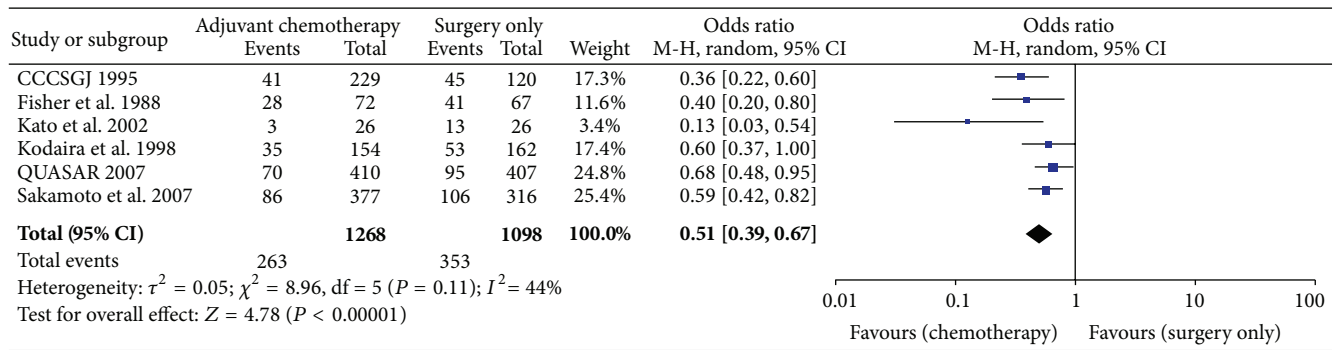 Study or subgroup Adjuvant chemotherapy Surgery only Weight Odds ratio Odds ratio
Events Total Events Total M-H, random, 95% CI M-H, random, 95% CI
CCCSGJ 1995 41 229 45 120 17.3% 0.36 [0.22, 0.60]
Fisher et al. 1988 28 72 41 67 11.6% 0.40 [0.20, 0.80]
Kato et al. 2002 3 26 13 26 3.4% 0.13 [0.03, 0.54]
Kodaira et al. 1998 35 154 53 162 17.4% 0.60 [0.37, 1.00]
QUASAR 2007 70 410 95 407 24.8% 0.68 [0.48, 0.95]
Sakamoto et al. 2007 86 377 106 316 25.4% 0.59 [0.42, 0.82]
Total (95% CI) 1268 1098 100.0% 0.51 [0.39, 0.67]
Total events 263 353
Heterogeneity: τ² = 0.05; χ² = 8.96, df = 5 (P = 0.11); I² = 44%
Test for overall effect: Z = 4.78 (P < 0.00001)
0.01 0.1 1 10 100
Favours (chemotherapy) Favours (surgery only)